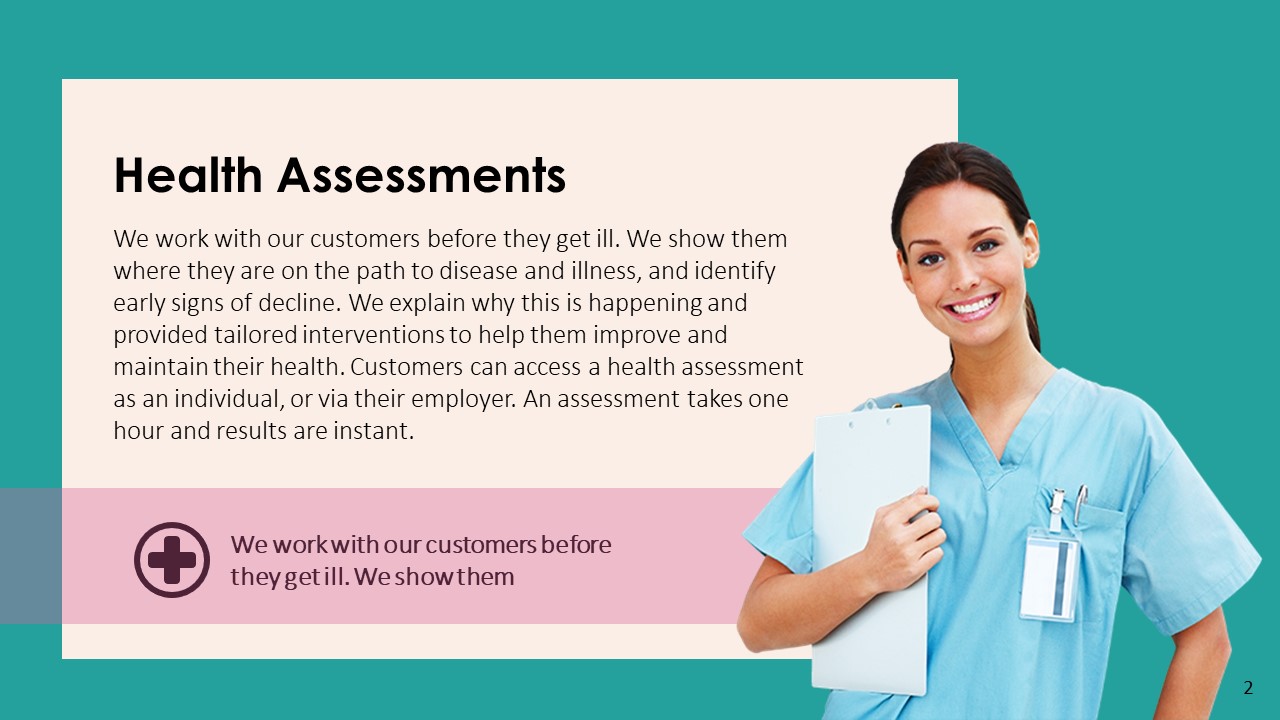 Health Assessments
We work with our customers before they get ill. We show them
where they are on the path to disease and illness, and identify
early signs of decline. We explain why this is happening and
provided tailored interventions to help them improve and
maintain their health. Customers can access a health assessment
as an individual, or via their employer. An assessment takes one
hour and results are instant.
We work with our customers before
they get ill. We show them
2